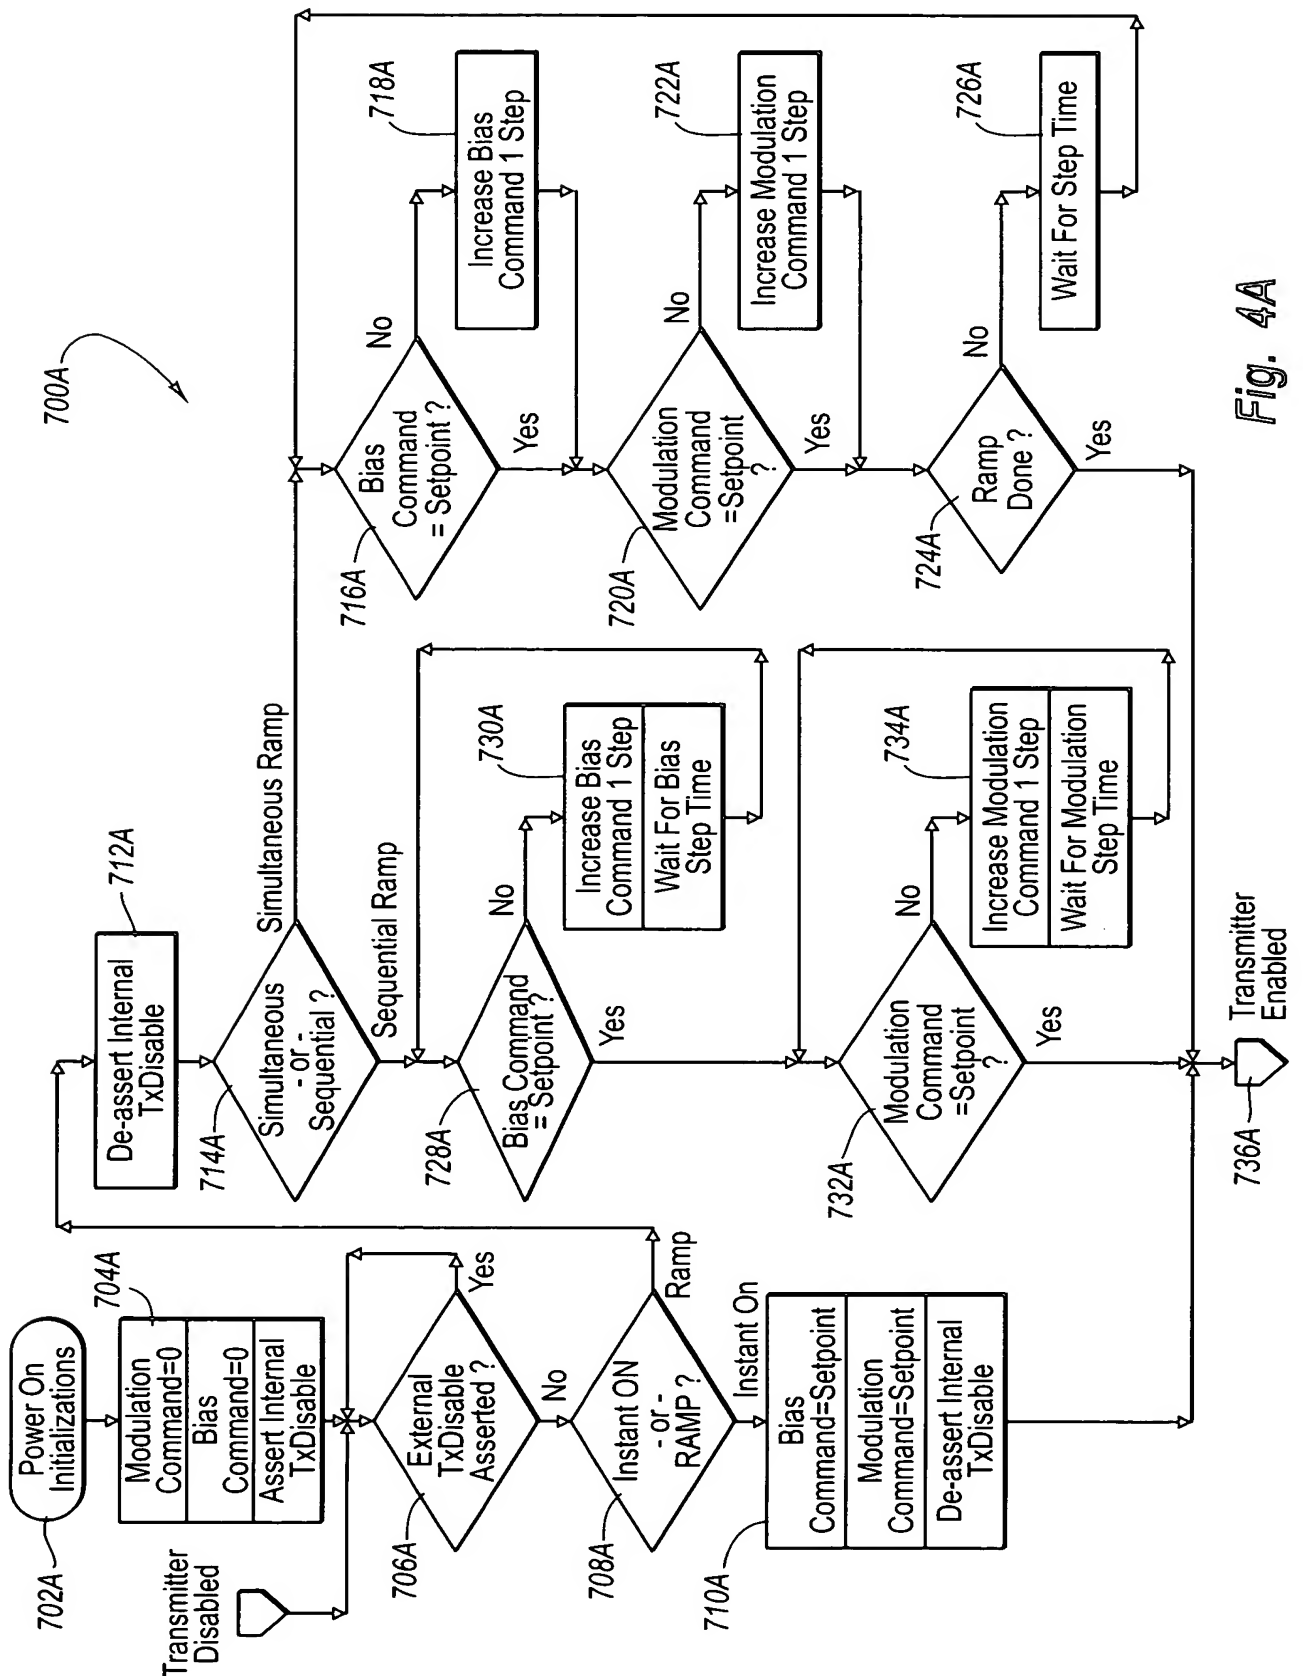 700A
702A
Power On
Initializations
704A
Modulation
Command=0
Bias
Command=0
Assert Internal
TxDisable
Transmitter
Disabled
706A
External
TxDisable
Asserted ?
Yes
No
708A
Instant ON
- or -
RAMP ?
Ramp
Instant On
710A
Bias
Command=Setpoint
Modulation
Command=Setpoint
De-assert Internal
TxDisable
712A
De-assert Internal
TxDisable
714A
Simultaneous
- or -
Sequential ?
Simultaneous Ramp
Sequential Ramp
728A
Bias Command
= Setpoint ?
No
Yes
730A
Increase Bias
Command 1 Step
Wait For Bias
Step Time
732A
Modulation
Command
=Setpoint
?
No
Yes
734A
Increase Modulation
Command 1 Step
Wait For Modulation
Step Time
716A
Bias
Command
= Setpoint ?
No
Yes
718A
Increase Bias
Command 1 Step
720A
Modulation
Command
=Setpoint
?
No
Yes
722A
Increase Modulation
Command 1 Step
724A
Ramp
Done ?
No
Yes
726A
Wait For Step Time
736A
Transmitter
Enabled
Fig. 4A